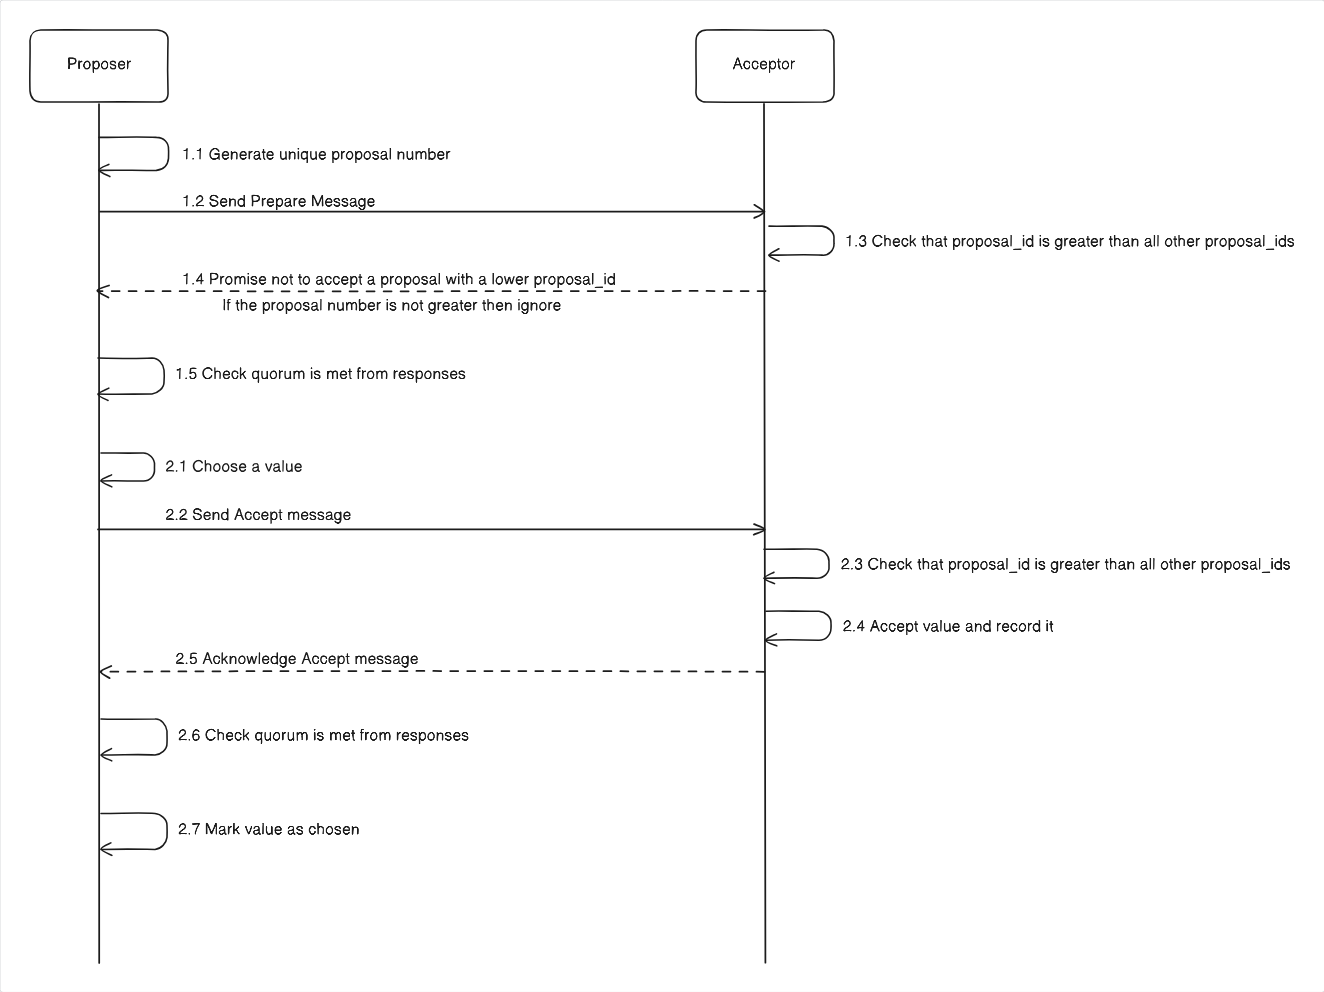 Proposer
Acceptor
1.1 Generate unique proposal number
1.2 Send Prepare Message
1.3 Check that proposal_id is greater than all other proposal_ids
1.4 Promise not to accept a proposal with a lower proposal_id
If the proposal number is not greater then ignore
1.5 Check quorum is met from responses
2.1 Choose a value
2.2 Send Accept message
2.3 Check that proposal_id is greater than all other proposal_ids
2.4 Accept value and record it
2.5 Acknowledge Accept message
2.6 Check quorum is met from responses
2.7 Mark value as chosen